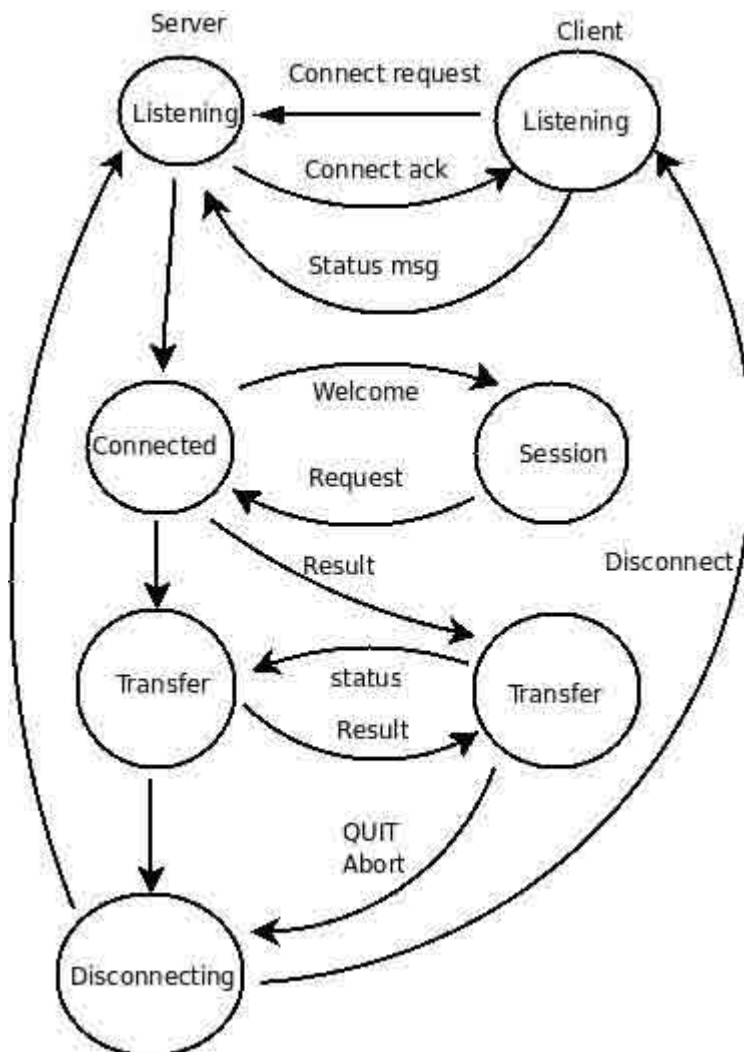 Server
Client
Connect request
Listening
Listening
Connect ack
Status msg
Welcome
Connected
Session
Request
Result
Disconnect
status
Transfer
Transfer
Result
QUIT
Abort
Disconnecting